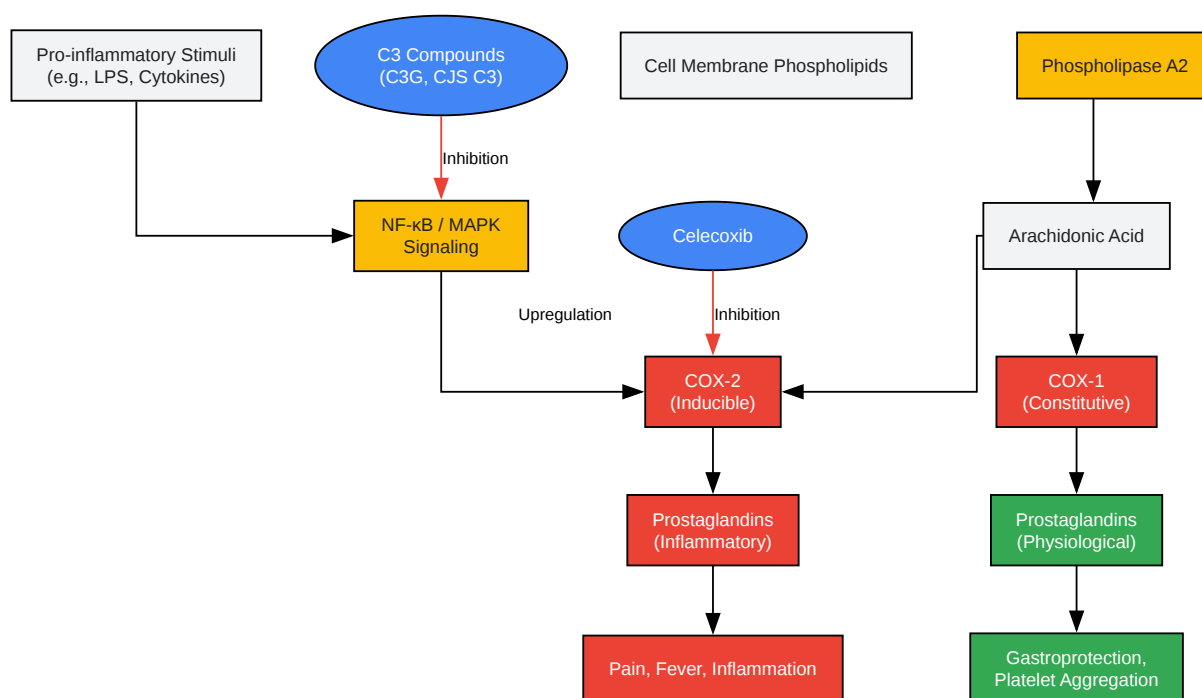 Pro-inflammatory Stimuli
(e.g., LPS, Cytokines)
C3 Compounds
(C3G, CJS C3)
Cell Membrane Phospholipids
Phospholipase A2
Inhibition
NF-κB / MAPK
Signaling
Celecoxib
Arachidonic Acid
Upregulation
Inhibition
COX-2
(Inducible)
COX-1
(Constitutive)
Prostaglandins
(Inflammatory)
Prostaglandins
(Physiological)
Pain, Fever, Inflammation
Gastroprotection,
Platelet Aggregation